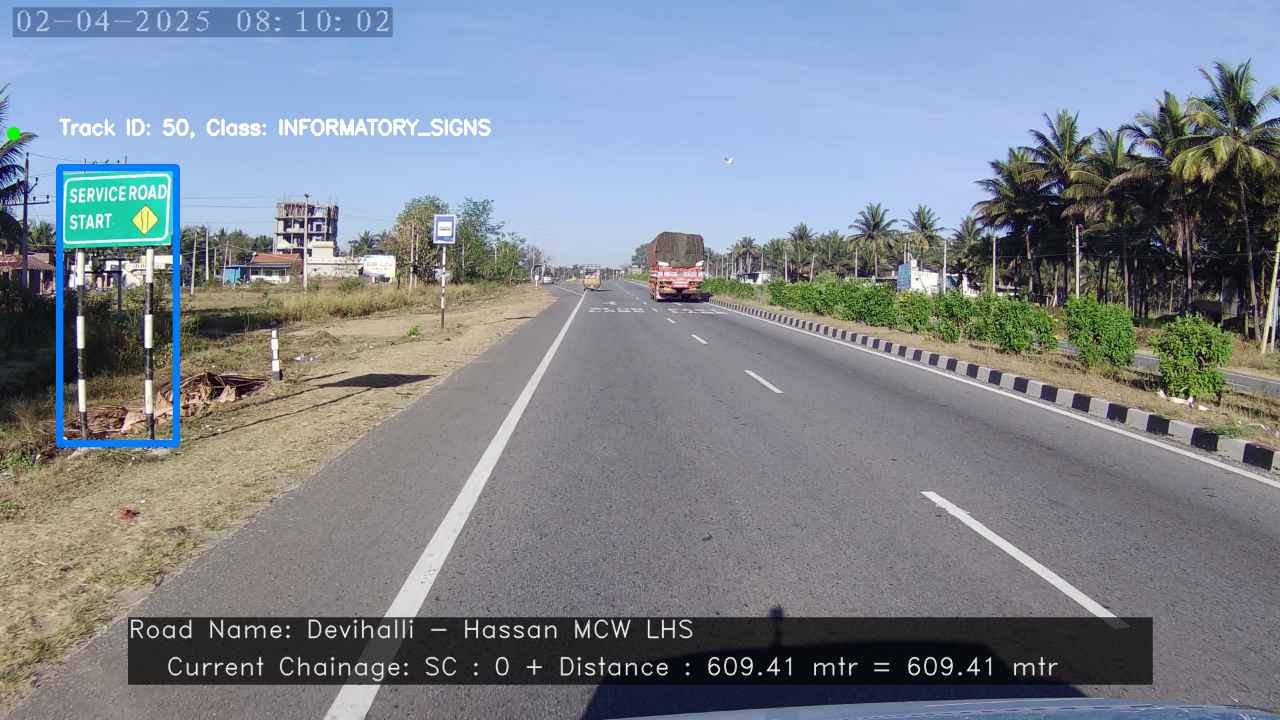 02-04-2025 08:10:02
Track ID: 50, Class: INFORMATORY_SIGNS
SERVICE ROAD
START
Road Name: Devihalli - Hassan MCW LHS
Current Chainage: SC : 0 + Distance : 609.41 mtr = 609.41 mtr